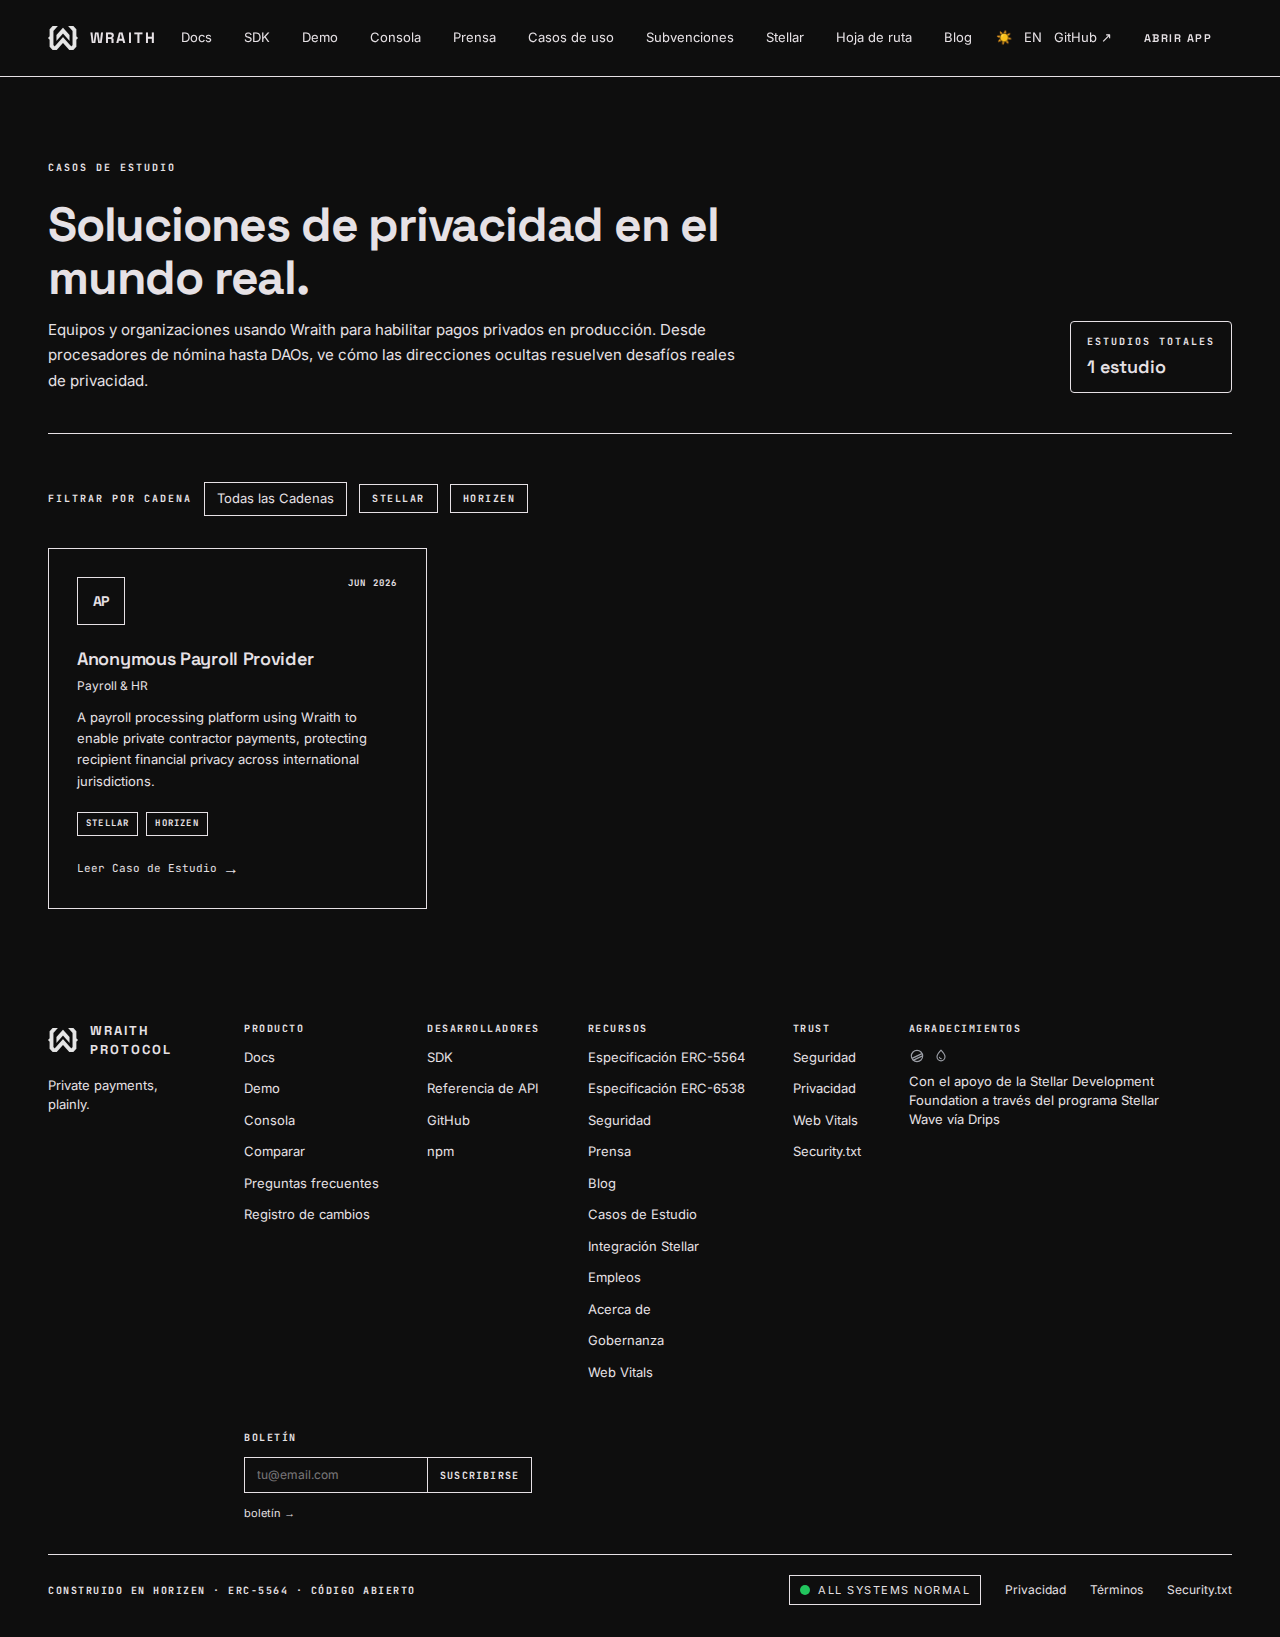 WRAITH
Docs
SDK
Demo
Consola
Prensa
Casos de uso
Subvenciones
Stellar
Hoja de ruta
Blog
EN
GitHub ↗
ABRIR APP
CASOS DE ESTUDIO
Soluciones de privacidad en el
mundo real.
Equipos y organizaciones usando Wraith para habilitar pagos privados en producción. Desde
procesadores de nómina hasta DAOs, ve cómo las direcciones ocultas resuelven desafíos reales
de privacidad.
ESTUDIOS TOTALES
1 estudio
FILTRAR POR CADENA
Todas las Cadenas
STELLAR
HORIZEN
AP
JUN 2026
Anonymous Payroll Provider
Payroll & HR
A payroll processing platform using Wraith to
enable private contractor payments, protecting
recipient financial privacy across international
jurisdictions.
STELLAR
HORIZEN
Leer Caso de Estudio →
WRAITH
PROTOCOL
Private payments,
plainly.
PRODUCTO
Docs
Demo
Consola
Comparar
Preguntas frecuentes
Registro de cambios
DESARROLLADORES
SDK
Referencia de API
GitHub
npm
RECURSOS
Especificación ERC-5564
Especificación ERC-6538
Seguridad
Prensa
Blog
Casos de Estudio
Integración Stellar
Empleos
Acerca de
Gobernanza
Web Vitals
TRUST
Seguridad
Privacidad
Web Vitals
Security.txt
AGRADECIMIENTOS
Con el apoyo de la Stellar Development
Foundation a través del programa Stellar
Wave vía Drips
BOLETÍN
tu@email.com
SUSCRIBIRSE
boletín →
CONSTRUIDO EN HORIZEN · ERC-5564 · CÓDIGO ABIERTO
ALL SYSTEMS NORMAL
Privacidad
Términos
Security.txt